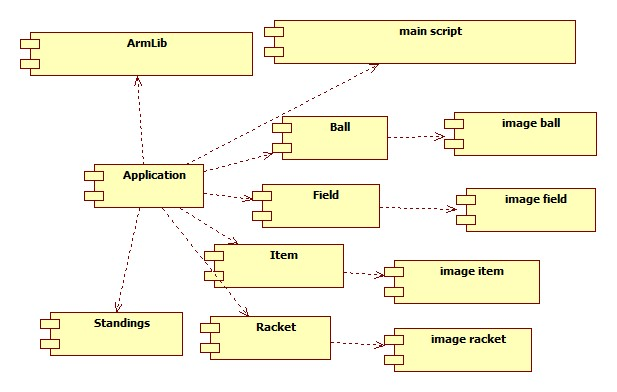 ArmLib
main script
Ball
image ball
Application
Field
image field
Item
image item
Standings
Racket
image racket